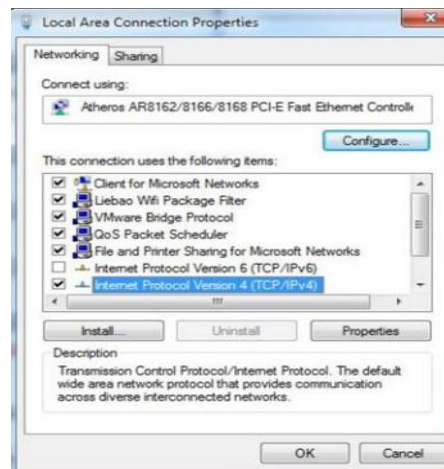 Local Area Connection Properties
Networking Sharing
Connect using:
Atheros AR8162/8166/8168 PCI-E Fast Ethernet Controlle
Configure...
This connection uses the following items:
Client for Microsoft Networks
Liebao Wifi Package Filter
VMware Bridge Protocol
QoS Packet Scheduler
File and Printer Sharing for Microsoft Networks
Internet Protocol Version 6 (TCP/IPv6)
Internet Protocol Version 4 (TCP/IPv4)
Install... Uninstall Properties
Description
Transmission Control Protocol/Internet Protocol. The default
wide area network protocol that provides communication
across diverse interconnected networks.
OK Cancel